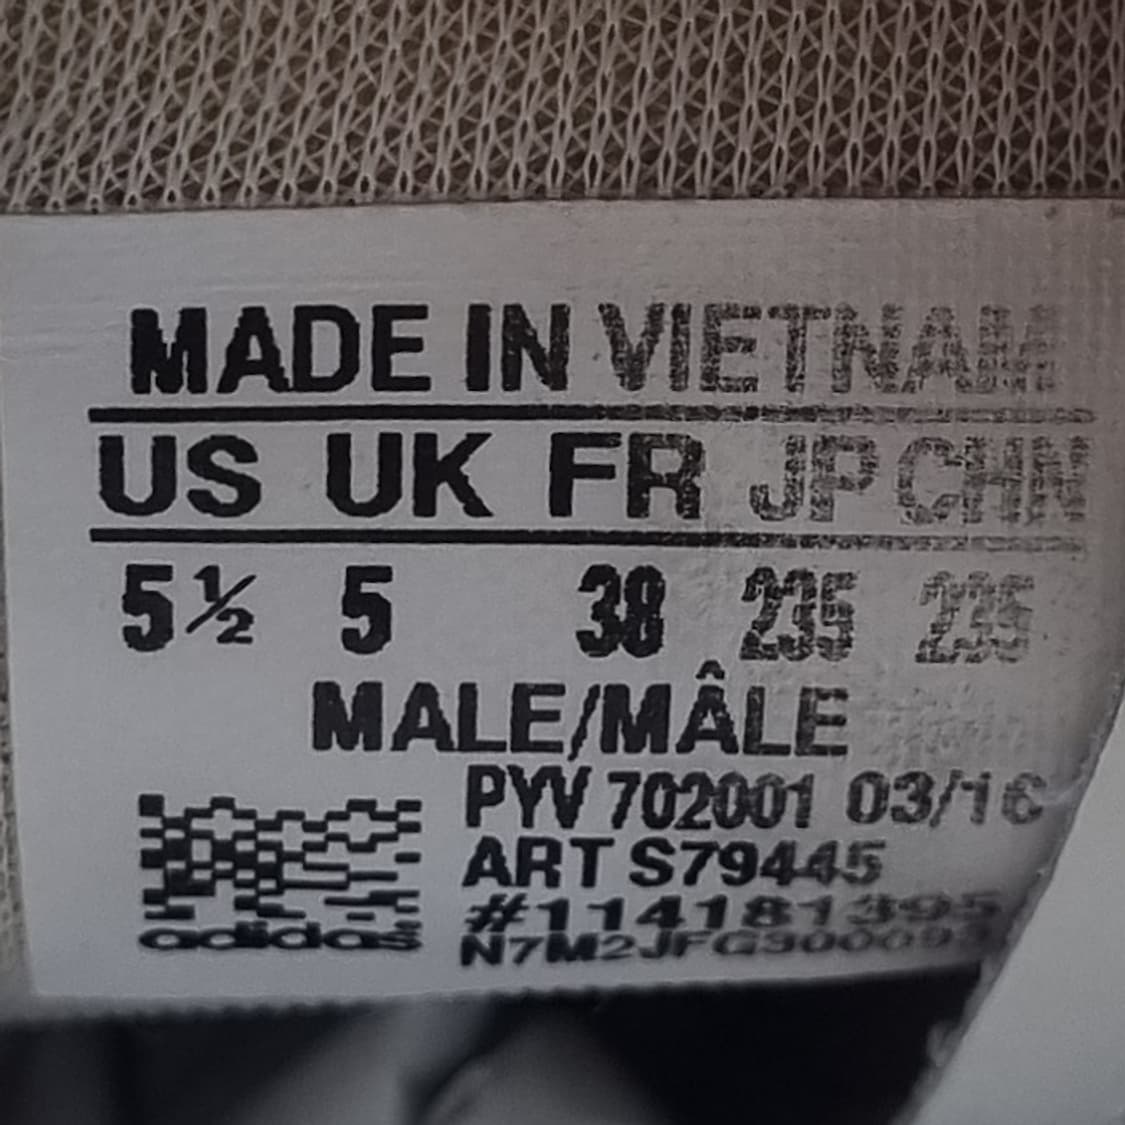 MADE IN VIETNAM
US UK FR JP CHN
5½ 5 38 235 235
MALE/MÂLE
PYV 702001 03/16
ART S79445
#114181395
adidas